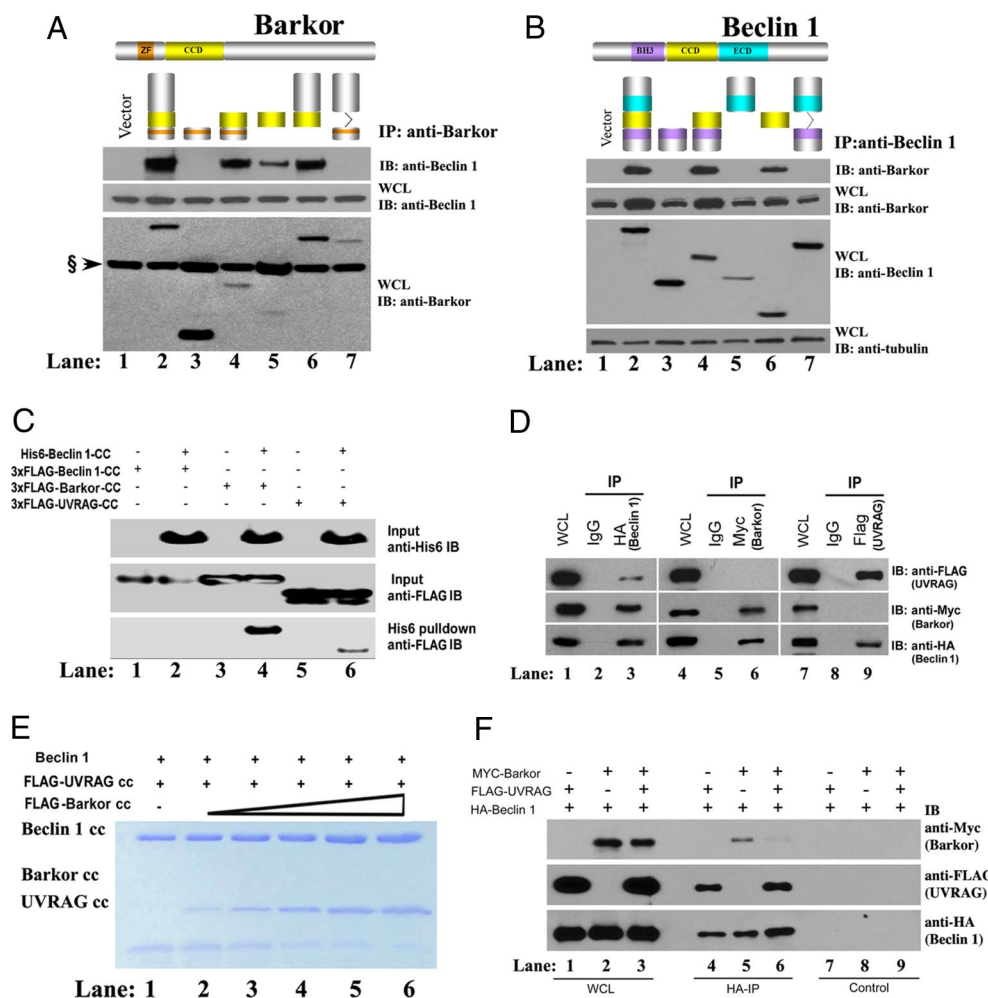 A
Barkor
ZF CCD
Vector
IP: anti-Barkor
IB: anti-Beclin 1
WCL
IB: anti-Beclin 1
§
WCL
IB: anti-Barkor
Lane: 1 2 3 4 5 6 7
B
Beclin 1
BH3 CCD ECD
Vector
IP:anti-Beclin 1
IB: anti-Barkor
WCL
IB: anti-Barkor
WCL
IB: anti-Beclin 1
WCL
IB: anti-tubulin
Lane: 1 2 3 4 5 6 7
C
His6-Beclin 1-CC - + - + - +
3xFLAG-Beclin 1-CC + + - - - -
3xFLAG-Barkor-CC - - + + - -
3xFLAG-UVRAG-CC - - - - + +
Input
anti-His6 IB
Input
anti-FLAG IB
His6 pulldown
anti-FLAG IB
Lane: 1 2 3 4 5 6
D
IP IP IP
WCL IgG HA (Beclin 1) WCL IgG Myc (Barkor) WCL IgG Flag (UVRAG)
IB: anti-FLAG
(UVRAG)
IB: anti-Myc
(Barkor)
IB: anti-HA
(Beclin 1)
Lane: 1 2 3 4 5 6 7 8 9
E
Beclin 1 + + + + + +
FLAG-UVRAG cc + + + + + +
FLAG-Barkor cc -
Beclin 1 cc
Barkor cc
UVRAG cc
Lane: 1 2 3 4 5 6
F
MYC-Barkor - + + - + + - + +
FLAG-UVRAG + - + + - + + - +
HA-Beclin 1 + + + + + + + + +
IB
anti-Myc
(Barkor)
anti-FLAG
(UVRAG)
anti-HA
(Beclin 1)
Lane: 1 2 3 4 5 6 7 8 9
WCL HA-IP Control